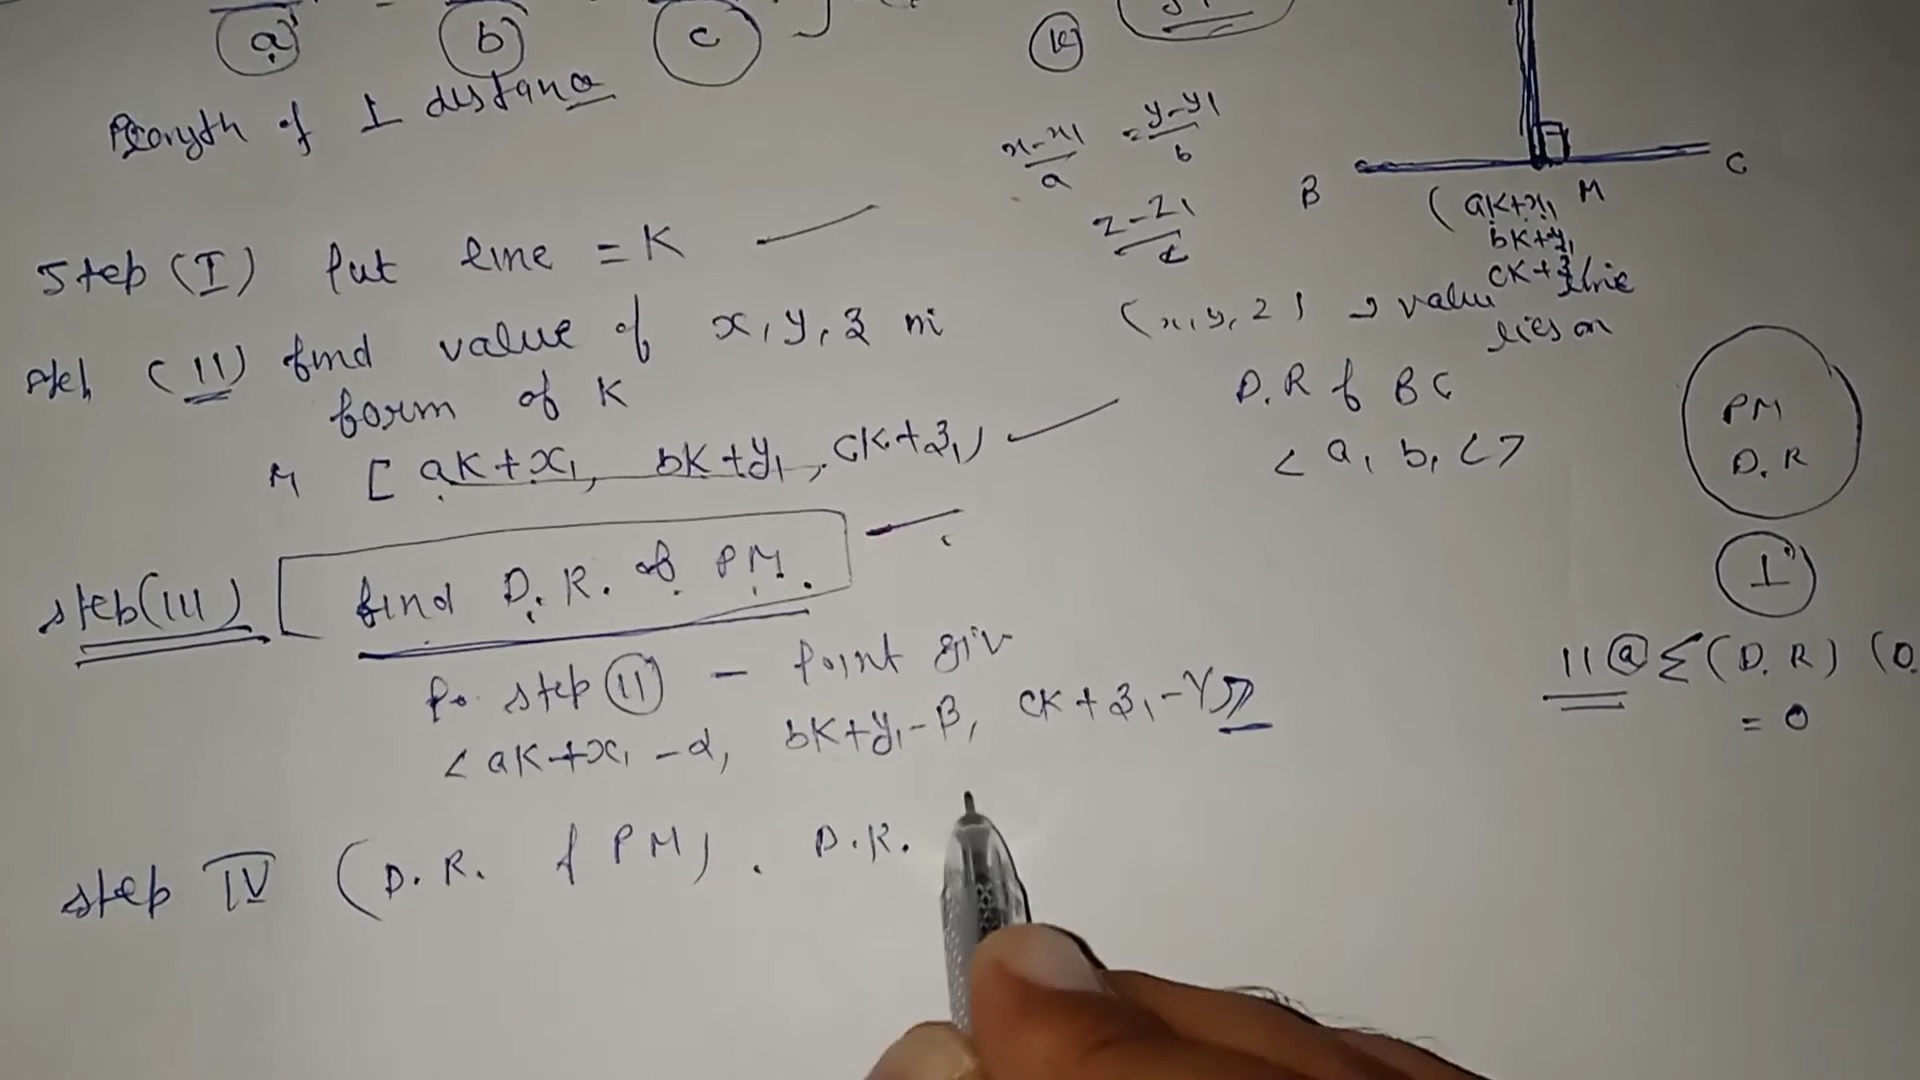 a b c
Length of ⊥ distance
Step (I) Put line = K
Step (II) find value of x, y, z in
form of K
M [ ak+x₁, bk+y₁, ck+z₁)
Step (III) find D.R. of PM.
Step (II) - Point giv
< ak+x₁-α, bk+y₁-β, ck+z₁-γ>
Step IV (D.R. of PM) . D.R.
K
x-x₁/a = y-y₁/b
z-z₁/c
(x, y, z) → value line
lies on
D.R of BC
< a, b, c >
B M C
( ak+x₁
bk+y₁
ck+z₁
PM
D.R
⊥
11@ Σ(D.R) (D.
= 0